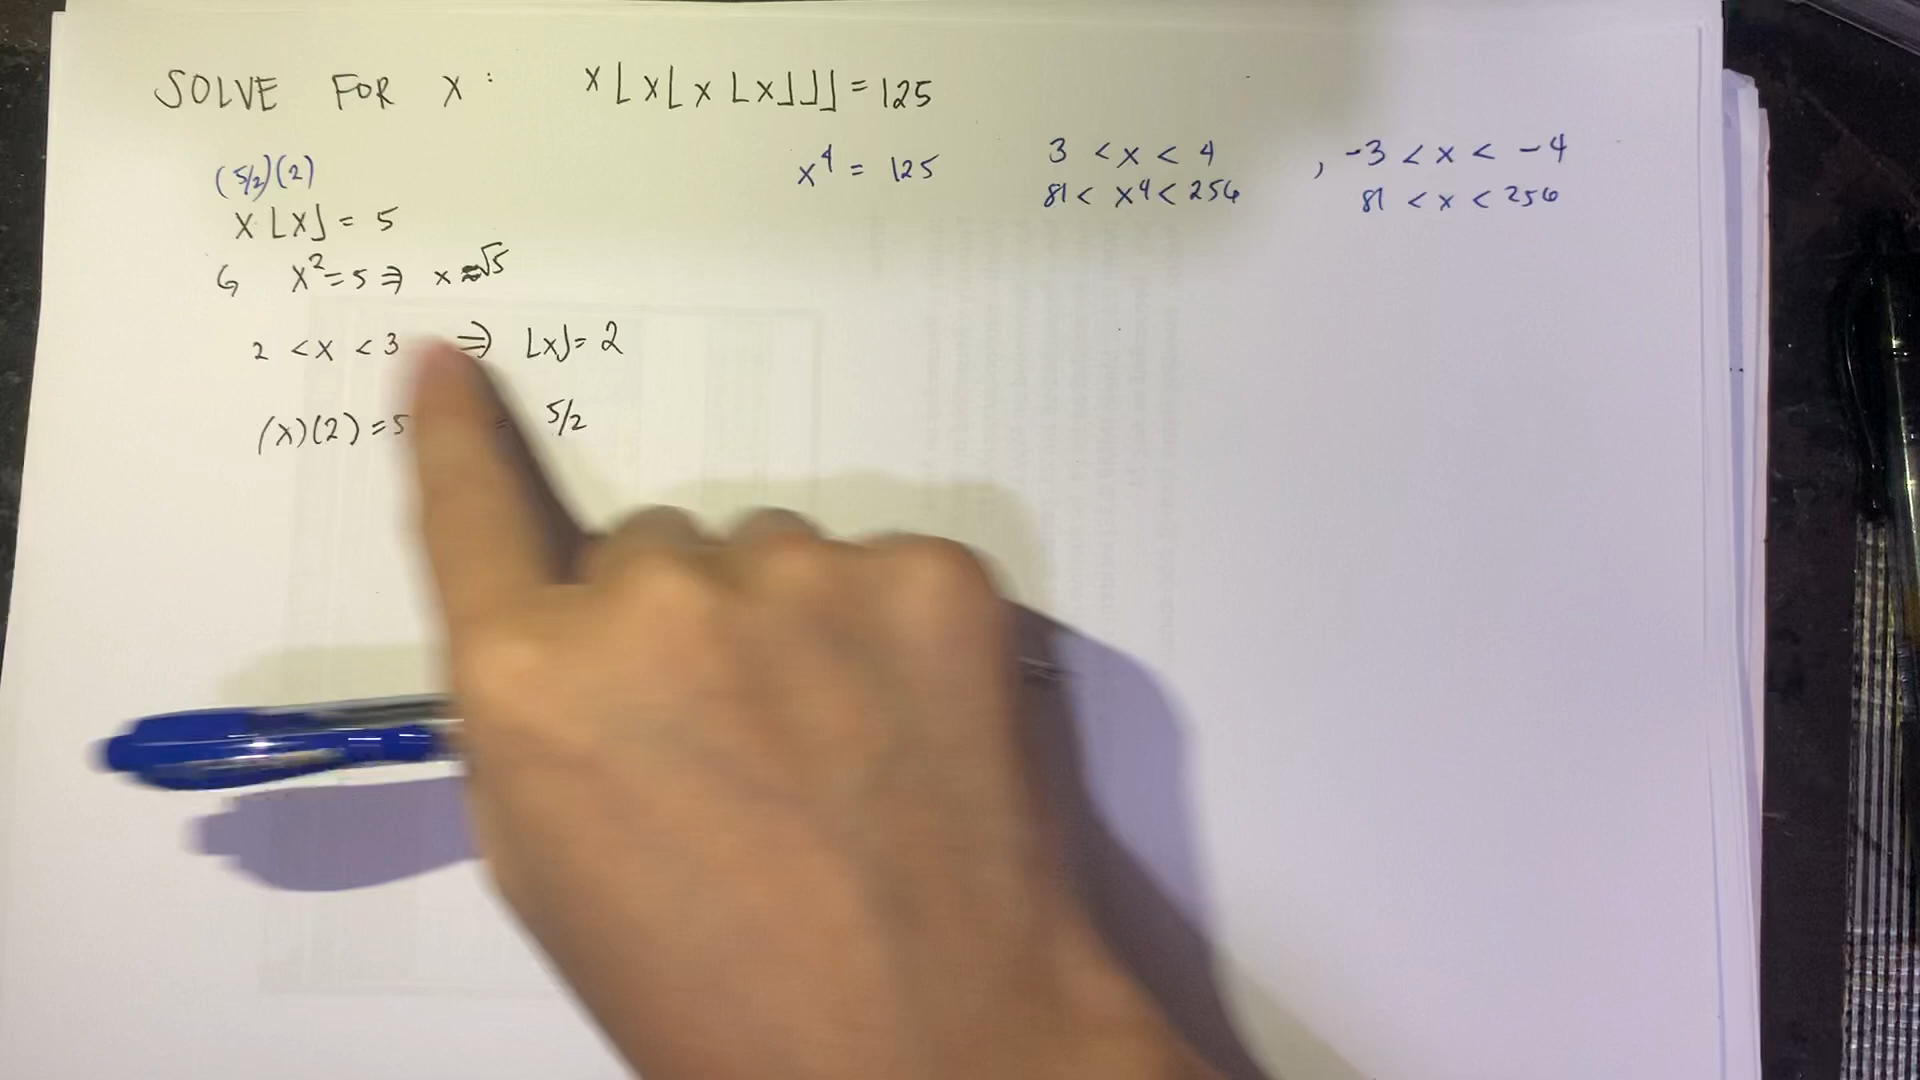 SOLVE FOR X : x⌊x⌊x⌊x⌋⌋⌋ = 125
x⁴ = 125
3 < x < 4
81 < x⁴ < 256
, -3 < x < -4
81 < x < 256
(5/2)(2)
x⌊x⌋ = 5
↪ x² = 5 ⇒ x ≈ √5
2 < x < 3 ⇒ ⌊x⌋ = 2
(x)(2) = 5 = 5/2